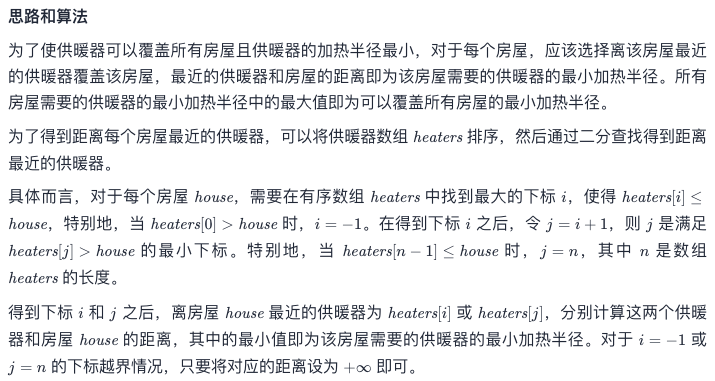 思路和算法
为了使供暖器可以覆盖所有房屋且供暖器的加热半径最小，对于每个房屋，应该选择离该房屋最近
的供暖器覆盖该房屋，最近的供暖器和房屋的距离即为该房屋需要的供暖器的最小加热半径。所有
房屋需要的供暖器的最小加热半径中的最大值即为可以覆盖所有房屋的最小加热半径。
为了得到距离每个房屋最近的供暖器，可以将供暖器数组 heaters 排序，然后通过二分查找得到距离
最近的供暖器。
具体而言，对于每个房屋 house，需要在有序数组 heaters 中找到最大的下标 i，使得 heaters[i] ≤
house，特别地，当 heaters[0] > house 时，i = −1。在得到下标 i 之后，令 j = i + 1，则 j 是满足
heaters[j] > house 的最小下标。特别地，当 heaters[n − 1] ≤ house 时，j = n，其中 n 是数组
heaters 的长度。
得到下标 i 和 j 之后，离房屋 house 最近的供暖器为 heaters[i] 或 heaters[j]，分别计算这两个供暖
器和房屋 house 的距离，其中的最小值即为该房屋需要的供暖器的最小加热半径。对于 i = −1 或
j = n 的下标越界情况，只要将对应的距离设为 +∞ 即可。